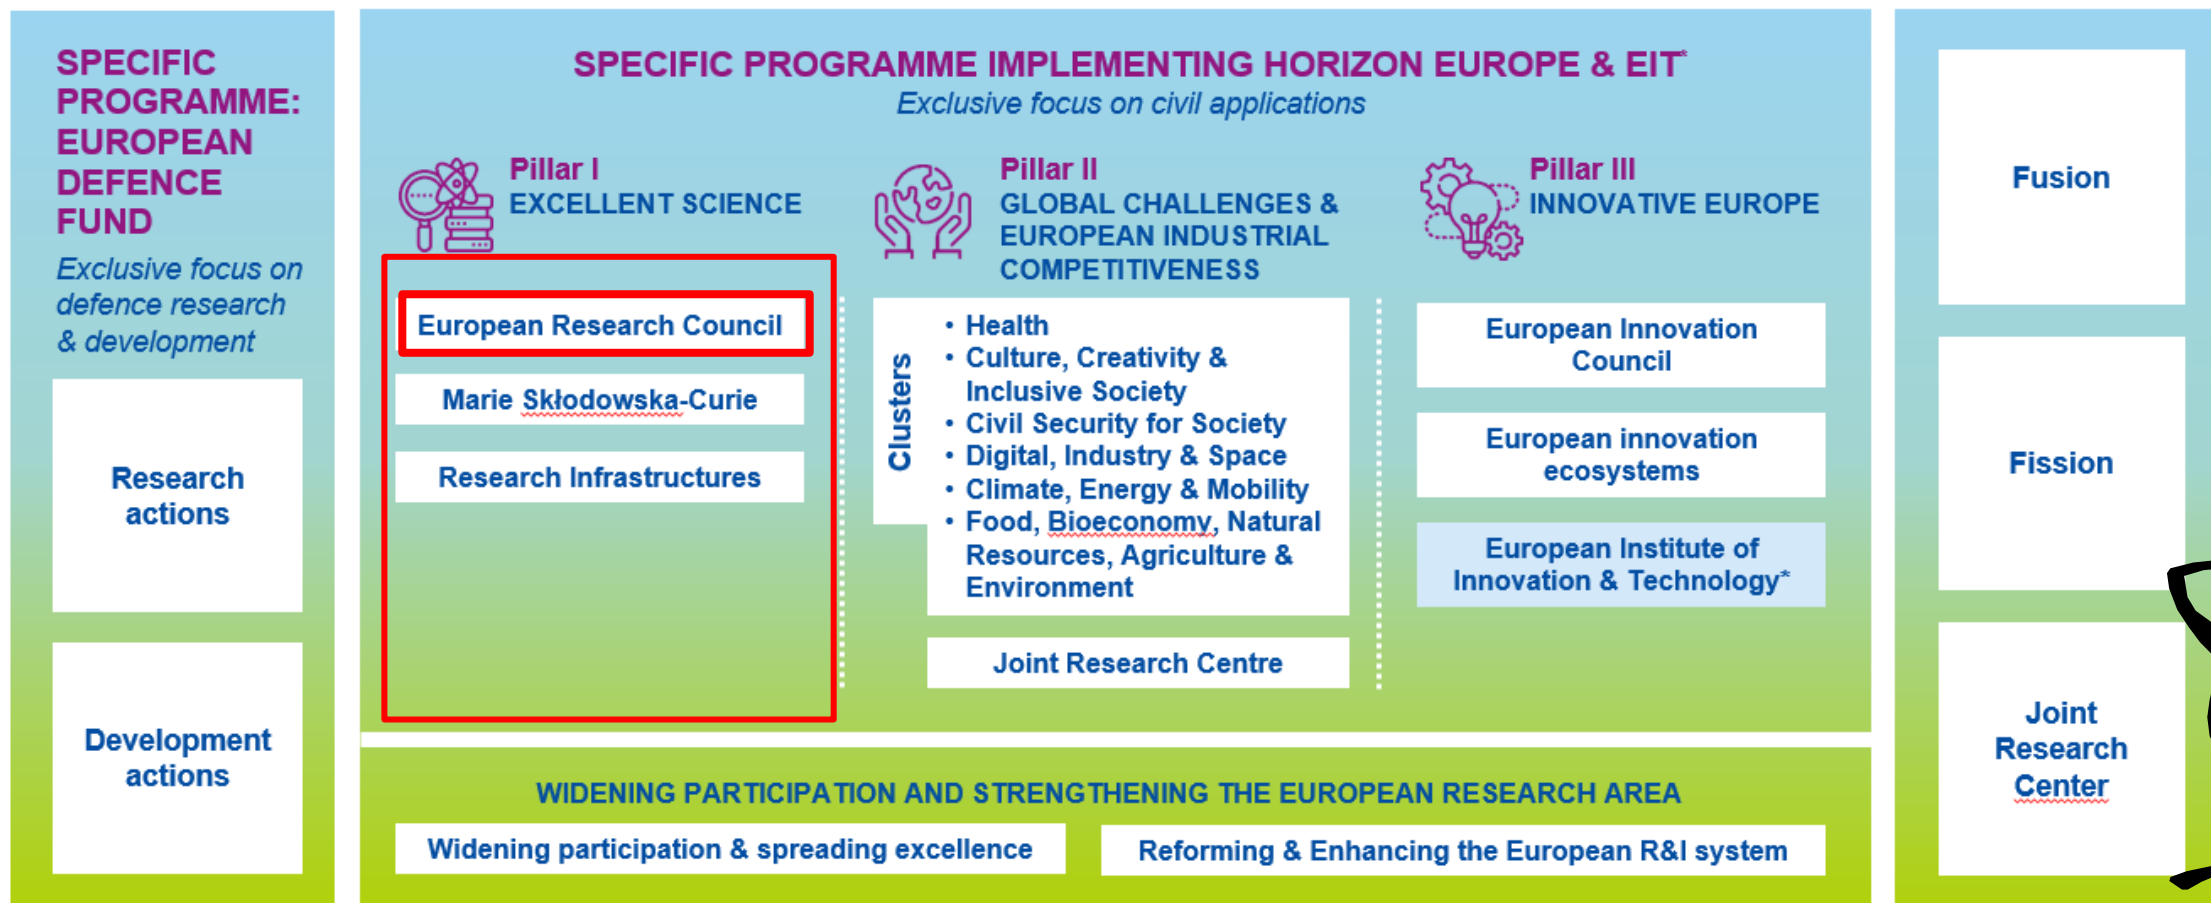 SPECIFIC
PROGRAMME:
EUROPEAN
DEFENCE
FUND
Exclusive focus on
defence research
& development
Research
actions
Development
actions
SPECIFIC PROGRAMME IMPLEMENTING HORIZON EUROPE & EIT*
Exclusive focus on civil applications
Pillar I
EXCELLENT SCIENCE
European Research Council
Marie Skłodowska-Curie
Research Infrastructures
Pillar II
GLOBAL CHALLENGES &
EUROPEAN INDUSTRIAL
COMPETITIVENESS
Clusters
• Health
• Culture, Creativity &
Inclusive Society
• Civil Security for Society
• Digital, Industry & Space
• Climate, Energy & Mobility
• Food, Bioeconomy, Natural
Resources, Agriculture &
Environment
Joint Research Centre
Pillar III
INNOVATIVE EUROPE
European Innovation
Council
European innovation
ecosystems
European Institute of
Innovation & Technology*
WIDENING PARTICIPATION AND STRENGTHENING THE EUROPEAN RESEARCH AREA
Widening participation & spreading excellence
Reforming & Enhancing the European R&I system
Fusion
Fission
Joint
Research
Center